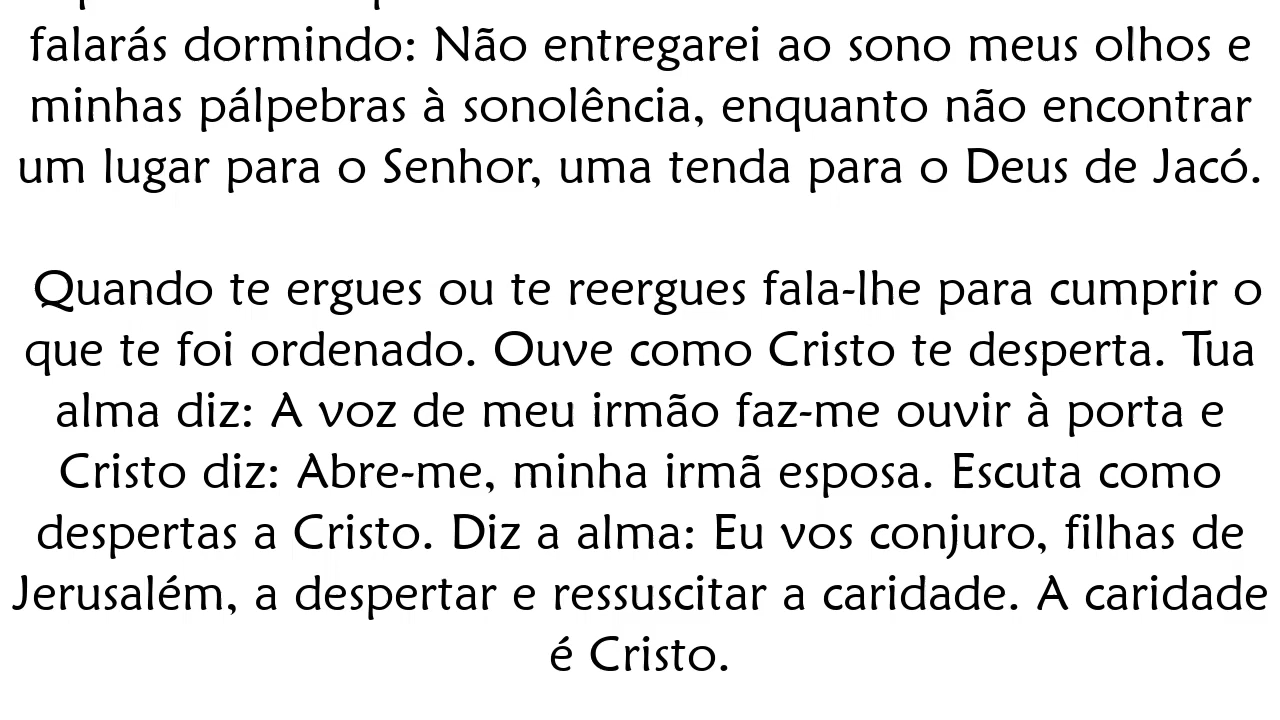 falarás dormindo: Não entregarei ao sono meus olhos e
minhas pálpebras à sonolência, enquanto não encontrar
um lugar para o Senhor, uma tenda para o Deus de Jacó.
Quando te ergues ou te reergues fala-lhe para cumprir o
que te foi ordenado. Ouve como Cristo te desperta. Tua
alma diz: A voz de meu irmão faz-me ouvir à porta e
Cristo diz: Abre-me, minha irmã esposa. Escuta como
despertas a Cristo. Diz a alma: Eu vos conjuro, filhas de
Jerusalém, a despertar e ressuscitar a caridade. A caridade
é Cristo.